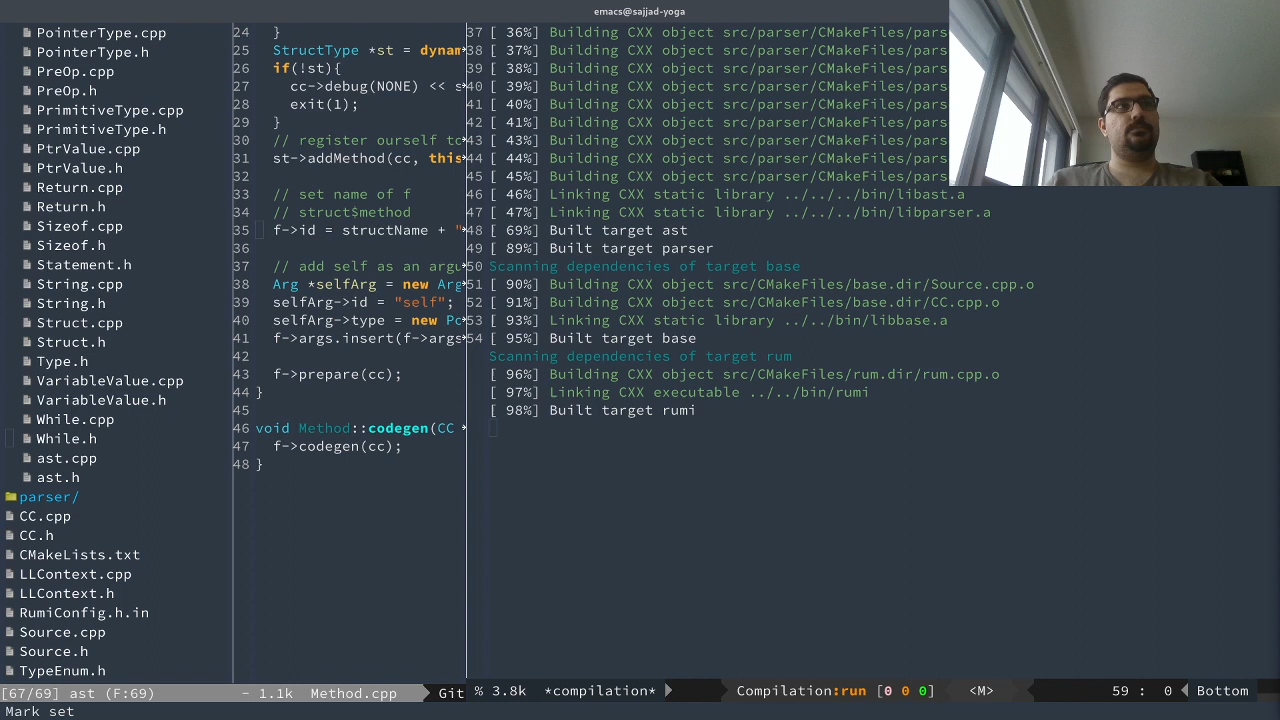 emacs@sajjad-yoga
PointerType.cpp
PointerType.h
PreOp.cpp
PreOp.h
PrimitiveType.cpp
PrimitiveType.h
PtrValue.cpp
PtrValue.h
Return.cpp
Return.h
Sizeof.cpp
Sizeof.h
Statement.h
String.cpp
String.h
Struct.cpp
Struct.h
Type.h
VariableValue.cpp
VariableValue.h
While.cpp
While.h
ast.cpp
ast.h
parser/
CC.cpp
CC.h
CMakeLists.txt
LLContext.cpp
LLContext.h
RumiConfig.h.in
Source.cpp
Source.h
TypeEnum.h
24 }
25 StructType *st = dynam
26 if(!st){
27 cc->debug(NONE) << s
28 exit(1);
29 }
30 // register ourself to
31 st->addMethod(cc, this
32
33 // set name of f
34 // struct$method
35 f->id = structName + "
36
37 // add self as an argu
38 Arg *selfArg = new Arg
39 selfArg->id = "self";
40 selfArg->type = new Po
41 f->args.insert(f->args
42
43 f->prepare(cc);
44 }
45
46 void Method::codegen(CC
47 f->codegen(cc);
48 }
37 [ 36%] Building CXX object src/parser/CMakeFiles/pars
38 [ 37%] Building CXX object src/parser/CMakeFiles/pars
39 [ 38%] Building CXX object src/parser/CMakeFiles/pars
40 [ 39%] Building CXX object src/parser/CMakeFiles/pars
41 [ 40%] Building CXX object src/parser/CMakeFiles/pars
42 [ 41%] Building CXX object src/parser/CMakeFiles/pars
43 [ 43%] Building CXX object src/parser/CMakeFiles/pars
44 [ 44%] Building CXX object src/parser/CMakeFiles/pars
45 [ 45%] Building CXX object src/parser/CMakeFiles/pars
46 [ 46%] Linking CXX static library ../../../bin/libast.a
47 [ 47%] Linking CXX static library ../../../bin/libparser.a
48 [ 69%] Built target ast
49 [ 89%] Built target parser
50 Scanning dependencies of target base
51 [ 90%] Building CXX object src/CMakeFiles/base.dir/Source.cpp.o
52 [ 91%] Building CXX object src/CMakeFiles/base.dir/CC.cpp.o
53 [ 93%] Linking CXX static library ../../bin/libbase.a
54 [ 95%] Built target base
Scanning dependencies of target rum
[ 96%] Building CXX object src/CMakeFiles/rum.dir/rum.cpp.o
[ 97%] Linking CXX executable ../../bin/rumi
[ 98%] Built target rumi
[67/69] ast (F:69)
- 1.1k Method.cpp Git
% 3.8k *compilation* Compilation:run [0 0 0] <M> 59 : 0 Bottom
Mark set